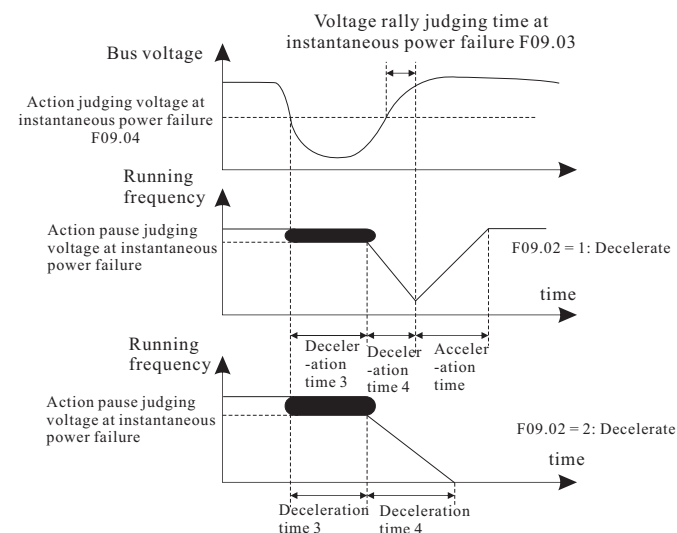 Voltage rally judging time at
instantaneous power failure F09.03
Bus voltage
Action judging voltage at
instantaneous power failure
F09.04
Running
frequency
Action pause judging
voltage at instantaneous
power failure
F09.02 = 1: Decelerate
time
Deceler
-ation
time 3
Deceler
-ation
time 4
Acceler
-ation
time
Running
frequency
Action pause judging
voltage at instantaneous
power failure
F09.02 = 2: Decelerate
time
Deceleration
time 3
Deceleration
time 4